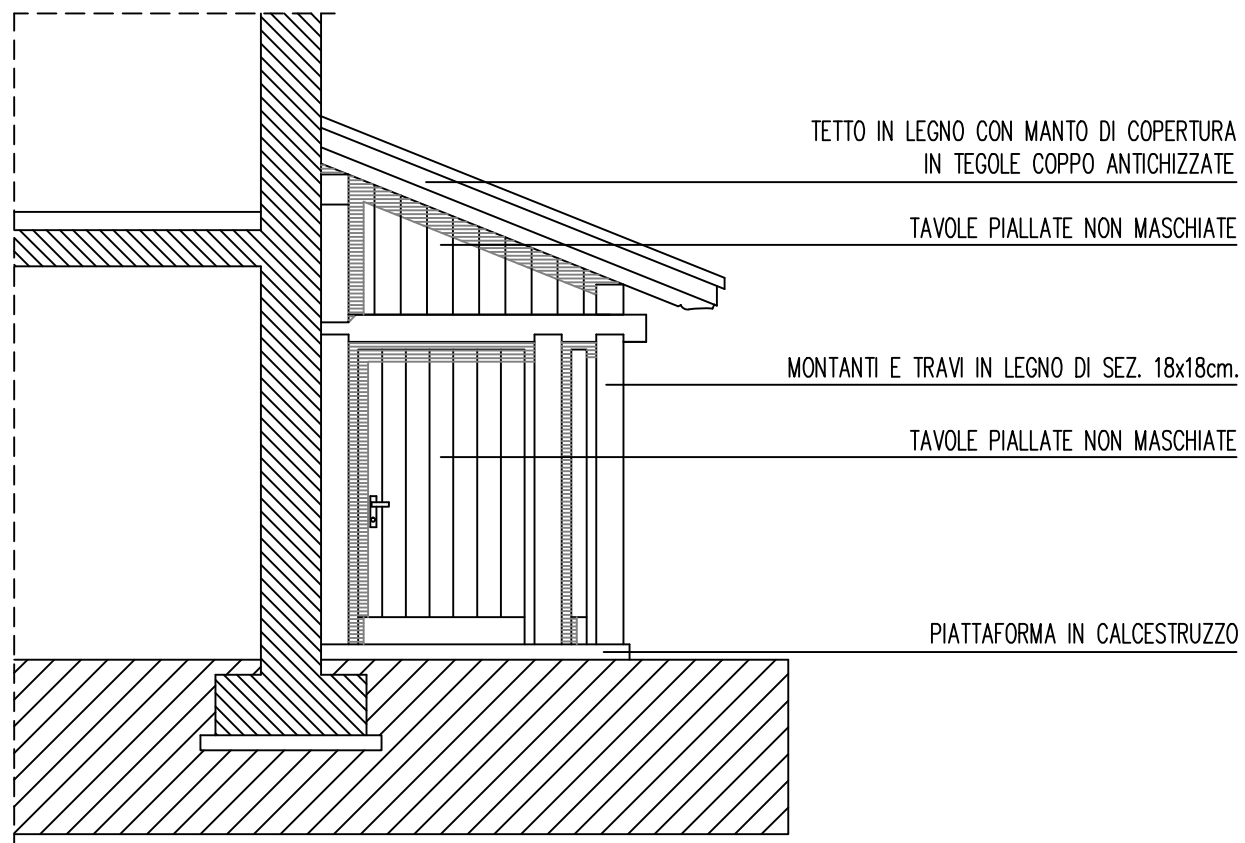 TETTO IN LEGNO CON MANTO DI COPERTURA
IN TEGOLE COPPO ANTICHIZZATE
TAVOLE PIALLATE NON MASCHIATE
MONTANTI E TRAVI IN LEGNO DI SEZ. 18x18cm.
TAVOLE PIALLATE NON MASCHIATE
PIATTAFORMA IN CALCESTRUZZO